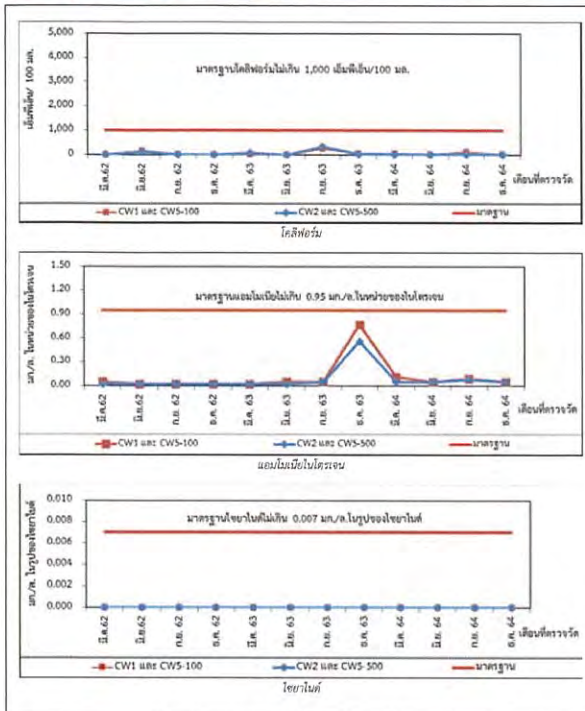 5,000
4,000
3,000
2,000
1,000
0
เอ็มพีเอ็น/ 100 มล.
มาตรฐานโคลิฟอร์มไม่เกิน 1,000 เอ็มพีเอ็น/100 มล.
มี.ค.62 มิ.ย.62 ก.ย. 62 ธ.ค. 62 มี.ค. 63 มิ.ย. 63 ก.ย. 63 ธ.ค. 63 มี.ค. 64 มิ.ย. 64 ก.ย. 64 ธ.ค. 64
เดือนที่ตรวจวัด
CW1 และ CW5-100 CW2 และ CW5-500 มาตรฐาน
โคลิฟอร์ม
1.50
1.20
0.90
0.60
0.30
0.00
มก./ล. ในหน่วยของไนโตรเจน
มาตรฐานแอมโมเนียไม่เกิน 0.95 มก./ล.ในหน่วยของไนโตรเจน
มี.ค.62 มิ.ย.62 ก.ย. 62 ธ.ค. 62 มี.ค. 63 มิ.ย. 63 ก.ย. 63 ธ.ค. 63 มี.ค. 64 มิ.ย. 64 ก.ย. 64 ธ.ค. 64
เดือนที่ตรวจวัด
CW1 และ CW5-100 CW2 และ CW5-500 มาตรฐาน
แอมโมเนียไนโตรเจน
0.010
0.008
0.006
0.004
0.002
0.000
มก./ล. ในรูปของไซยาไนด์
มาตรฐานไซยาไนด์ไม่เกิน 0.007 มก./ล.ในรูปของไซยาไนด์
มี.ค.62 มิ.ย.62 ก.ย. 62 ธ.ค. 62 มี.ค. 63 มิ.ย. 63 ก.ย. 63 ธ.ค. 63 มี.ค. 64 มิ.ย. 64 ก.ย. 64 ธ.ค. 64
เดือนที่ตรวจวัด
CW1 และ CW5-100 CW2 และ CW5-500 มาตรฐาน
ไซยาไนด์